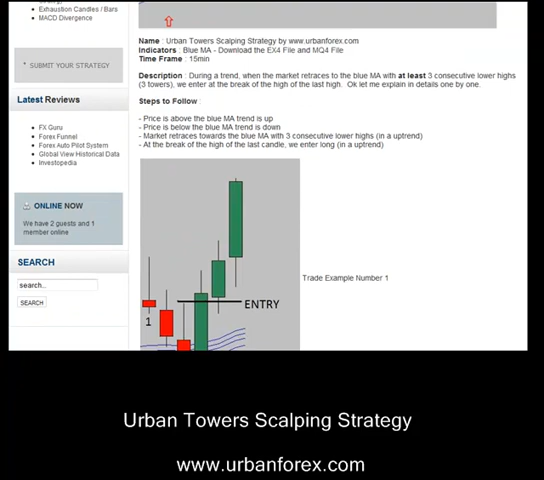 Exhaustion Candles / Bars
MACD Divergence
* SUBMIT YOUR STRATEGY
Latest Reviews
FX Guru
Forex Funnel
Forex Auto Pilot System
Global View Historical Data
Investopedia
ONLINE NOW
We have 2 guests and 1
member online
SEARCH
search...
SEARCH
Name : Urban Towers Scalping Strategy by www.urbanforex.com
Indicators : Blue MA - Download the EX4 File and MQ4 File
Time Frame : 15min
Description : During a trend, when the market retraces to the blue MA with at least 3 consecutive lower highs
(3 towers), we enter at the break of the high of the last high. Ok let me explain in details one by one.
Steps to Follow :
- Price is above the blue MA trend is up
- Price is below the blue MA trend is down
- Market retraces towards the blue MA with 3 consecutive lower highs (in a uptrend)
- At the break of the high of the last candle, we enter long (in a uptrend)
ENTRY
1
Trade Example Number 1
Urban Towers Scalping Strategy
www.urbanforex.com